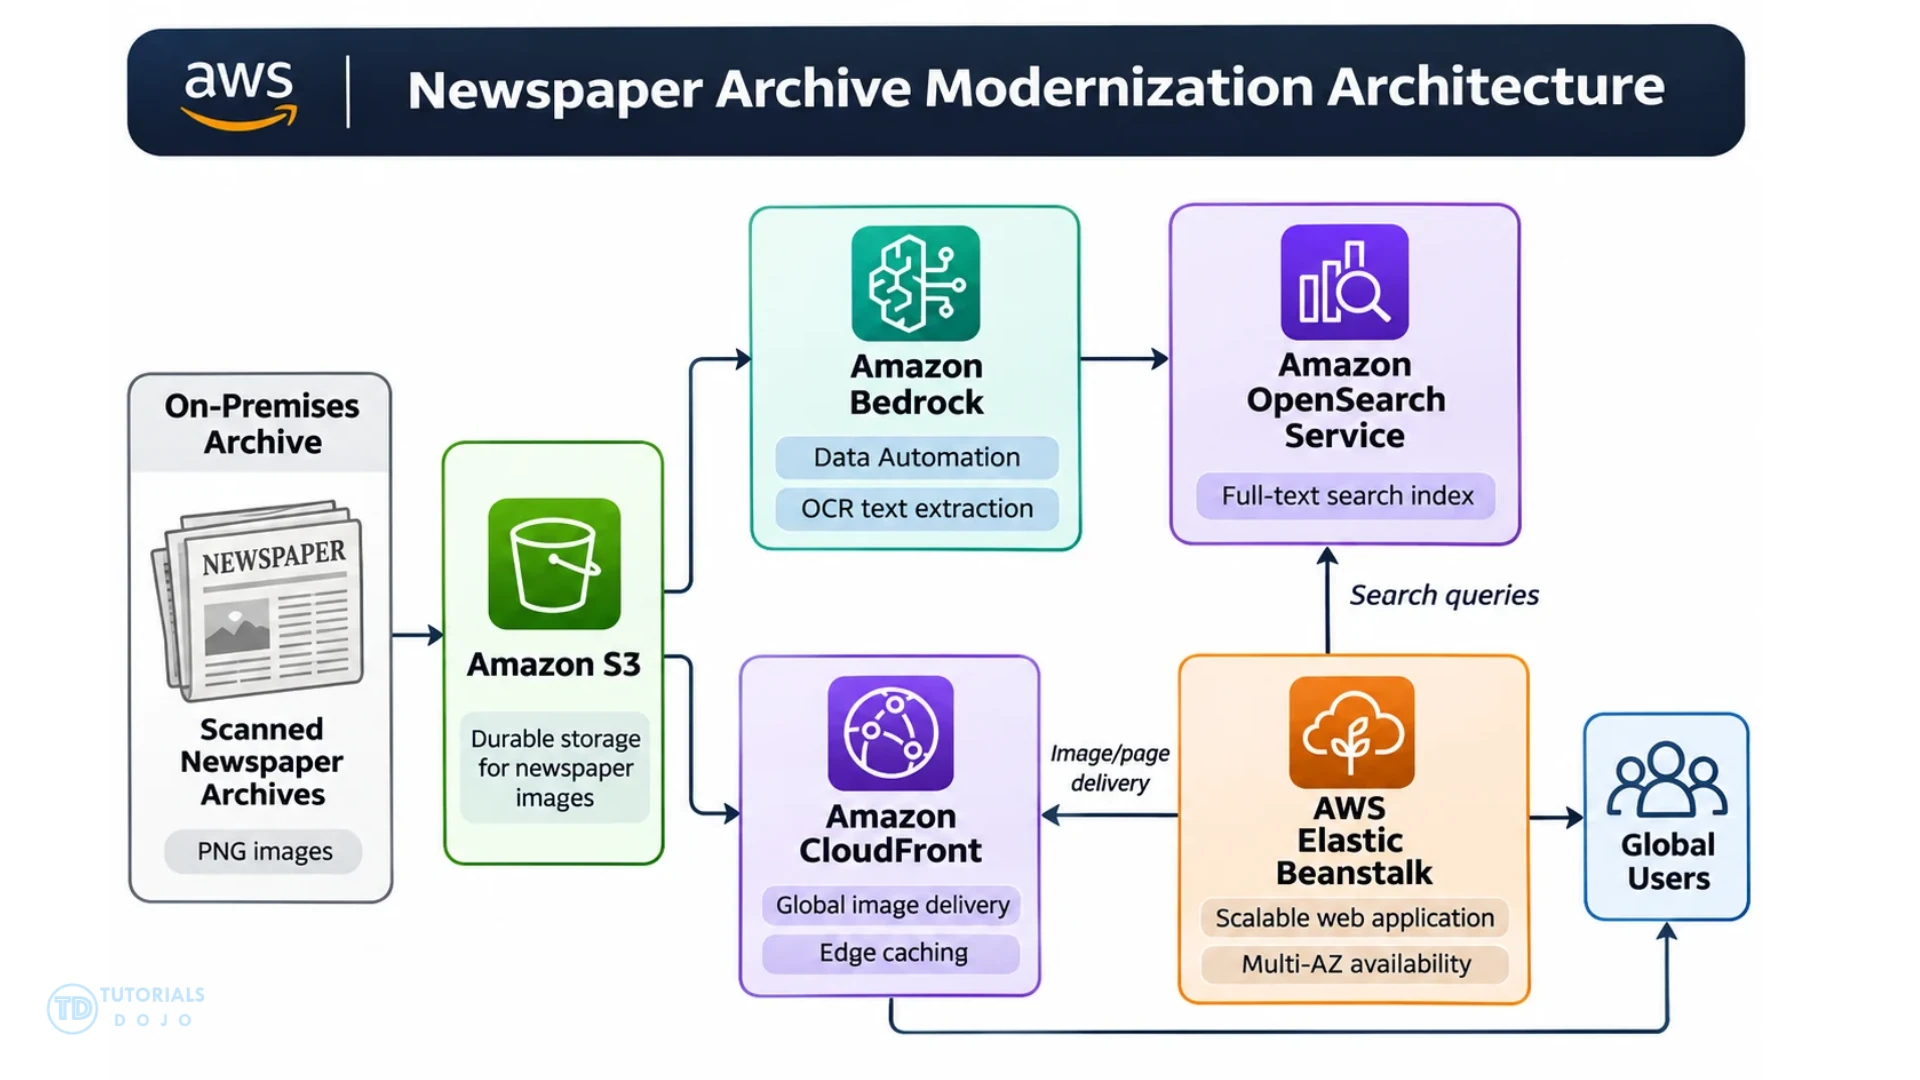 aws
Newspaper Archive Modernization Architecture
On-Premises
Archive
NEWSPAPER
Scanned
Newspaper
Archives
PNG images
Amazon S3
Durable storage
for newspaper
images
Amazon
Bedrock
Data Automation
OCR text extraction
Amazon
OpenSearch
Service
Full-text search index
Search queries
Amazon
CloudFront
Global image delivery
Edge caching
Image/page
delivery
AWS
Elastic
Beanstalk
Scalable web application
Multi-AZ availability
Global
Users
TD
TUTORIALS
DOJO